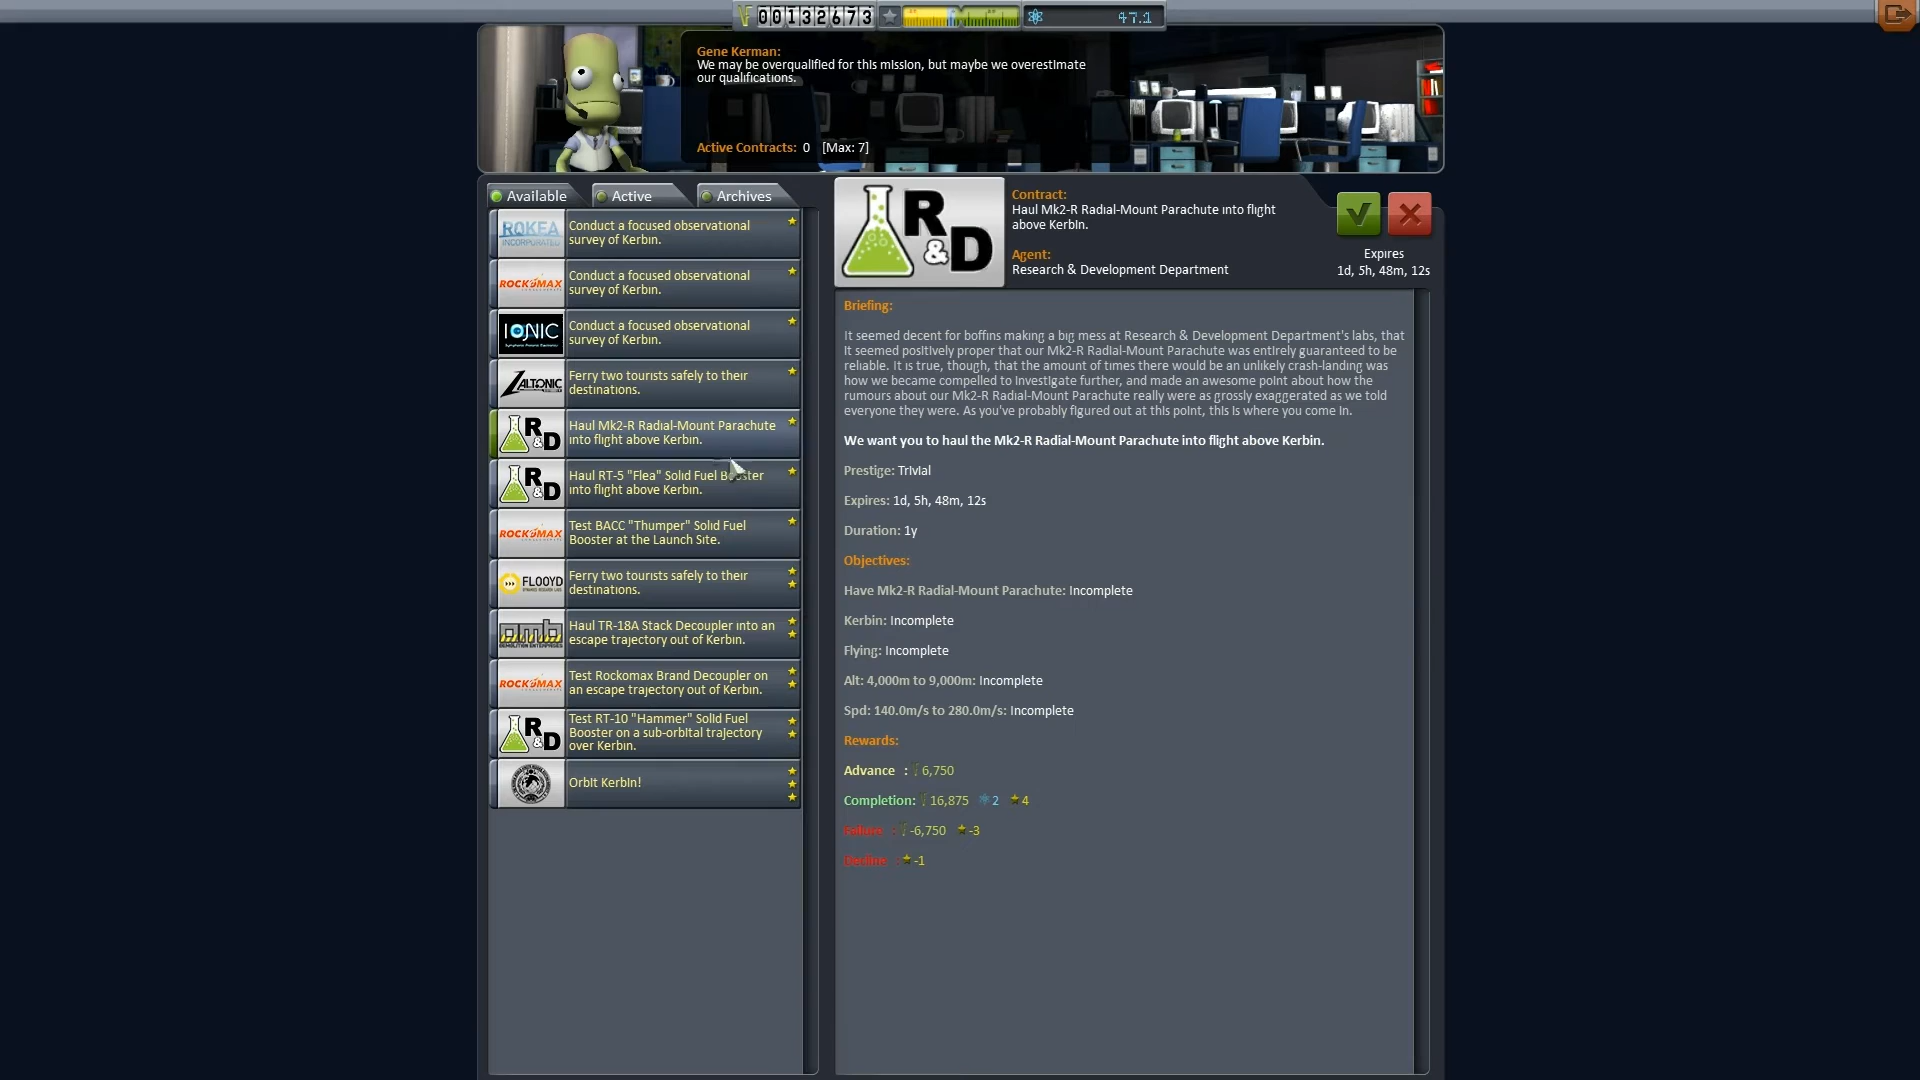 00132673
47.1
Gene Kerman:
We may be overqualified for this mission, but maybe we overestimate
our qualifications.
Active Contracts: 0 [Max: 7]
Available
Active
Archives
ROKEA
INCORPORATED
Conduct a focused observational
survey of Kerbin.
ROCKOMAX
Conduct a focused observational
survey of Kerbin.
IONIC
Conduct a focused observational
survey of Kerbin.
ZALTONIC
Ferry two tourists safely to their
destinations.
R&D
Haul Mk2-R Radial-Mount Parachute
into flight above Kerbin.
R&D
Haul RT-5 "Flea" Solid Fuel Booster
into flight above Kerbin.
ROCKOMAX
Test BACC "Thumper" Solid Fuel
Booster at the Launch Site.
FLOOYD
Ferry two tourists safely to their
destinations.
OMB
DEMOLITION ENTERPRISES
Haul TR-18A Stack Decoupler into an
escape trajectory out of Kerbin.
ROCKOMAX
Test Rockomax Brand Decoupler on
an escape trajectory out of Kerbin.
R&D
Test RT-10 "Hammer" Solid Fuel
Booster on a sub-orbital trajectory
over Kerbin.
Orbit Kerbin!
R&D
Contract:
Haul Mk2-R Radial-Mount Parachute into flight
above Kerbin.
Agent:
Research & Development Department
Expires
1d, 5h, 48m, 12s
Briefing:
It seemed decent for boffins making a big mess at Research & Development Department's labs, that
it seemed positively proper that our Mk2-R Radial-Mount Parachute was entirely guaranteed to be
reliable. It is true, though, that the amount of times there would be an unlikely crash-landing was
how we became compelled to investigate further, and made an awesome point about how the
rumours about our Mk2-R Radial-Mount Parachute really were as grossly exaggerated as we told
everyone they were. As you've probably figured out at this point, this is where you come in.
We want you to haul the Mk2-R Radial-Mount Parachute into flight above Kerbin.
Prestige: Trivial
Expires: 1d, 5h, 48m, 12s
Duration: 1y
Objectives:
Have Mk2-R Radial-Mount Parachute: Incomplete
Kerbin: Incomplete
Flying: Incomplete
Alt: 4,000m to 9,000m: Incomplete
Spd: 140.0m/s to 280.0m/s: Incomplete
Rewards:
Advance : 6,750
Completion: 16,875 2 4
Failure : -6,750 -3
Decline : -1